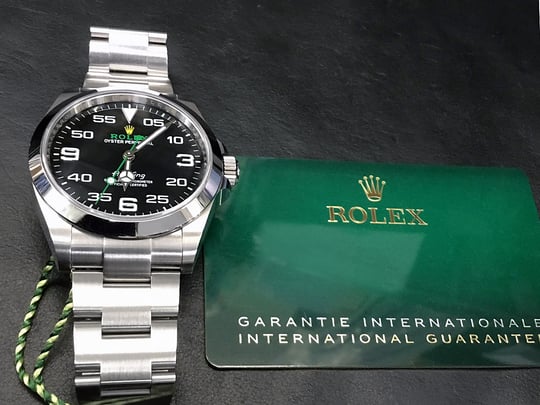 55
05
50
10
ROLEX
OYSTER PERPETUAL
9
3
Air-King
20
35
25
6
ROLEX
GARANTIE INTERNATIONALE
INTERNATIONAL GUARANTEE